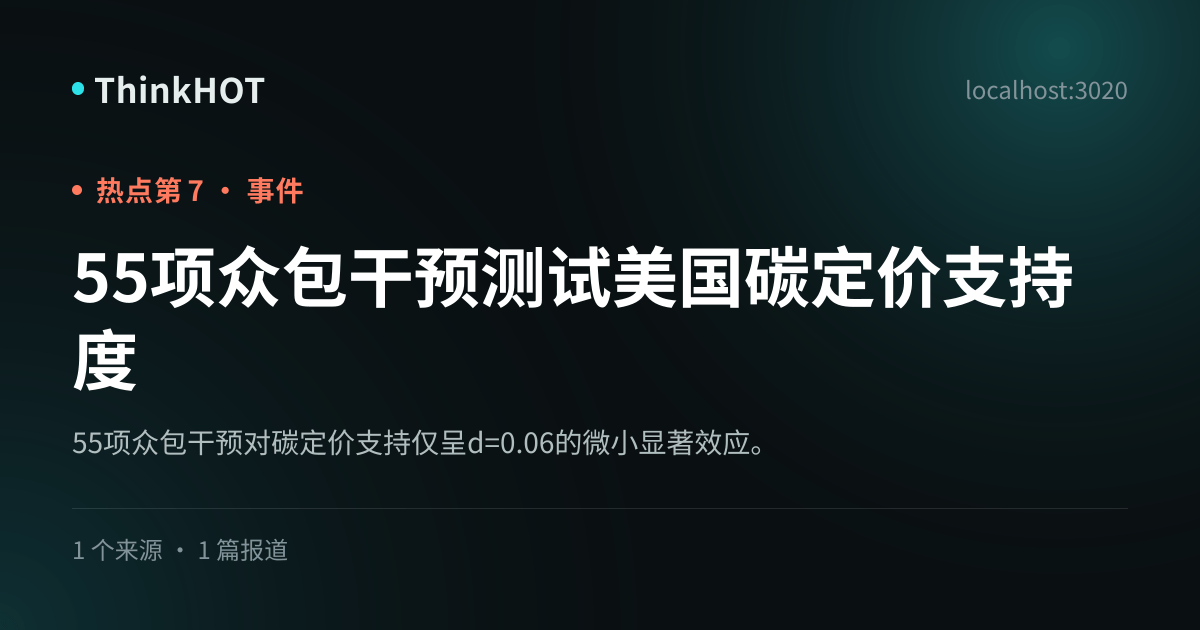 ThinkHOT
localhost:3020
热点第 7 · 事件
55项众包干预测试美国碳定价支持
度
55项众包干预对碳定价支持仅呈d=0.06的微小显著效应。
1 个来源 · 1 篇报道